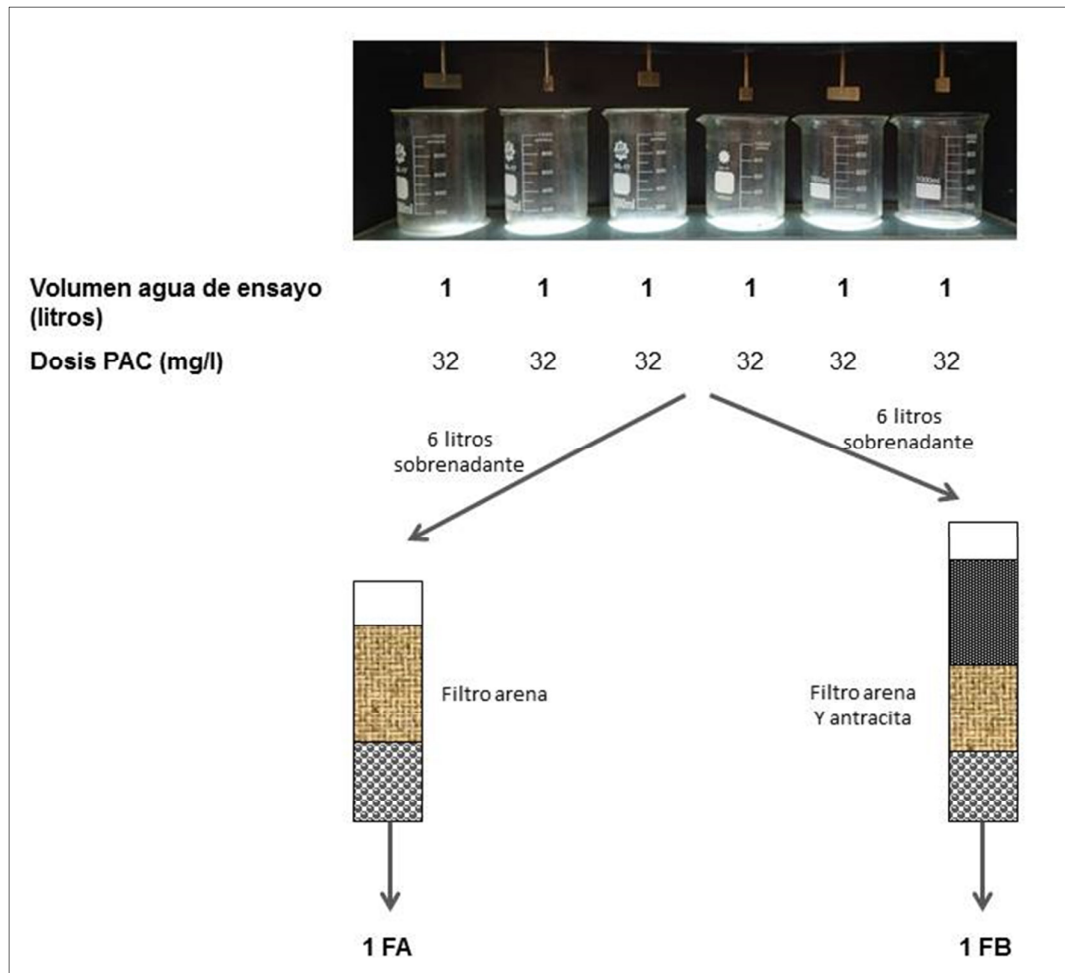 Volumen agua de ensayo
(litros)
1 1 1 1 1 1
Dosis PAC (mg/l)
32 32 32 32 32 32
6 litros
sobrenadante
6 litros
sobrenadante
Filtro arena
Filtro arena
Y antracita
1 FA
1 FB